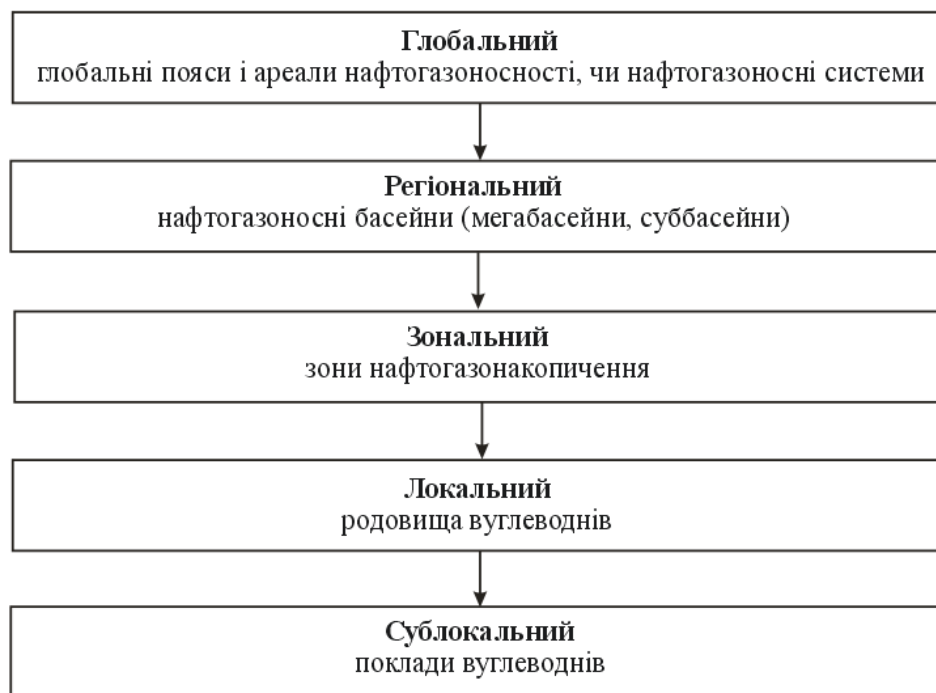 Глобальний
глобальні пояси і ареали нафтогазоносності, чи нафтогазоносні системи
Регіональний
нафтогазоносні басейни (мегабасейни, суббасейни)
Зональний
зони нафтогазонакопичення
Локальний
родовища вуглеводнів
Сублокальний
поклади вуглеводнів